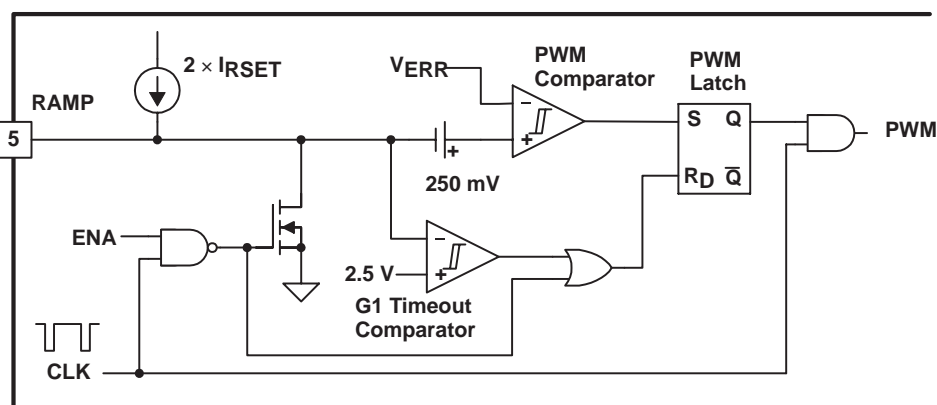 2 × IRSET
RAMP
5
VERR
PWM
Comparator
PWM
Latch
−
+
250 mV
S Q
RD Q̅
PWM
ENA
−
2.5 V
+
G1 Timeout
Comparator
CLK